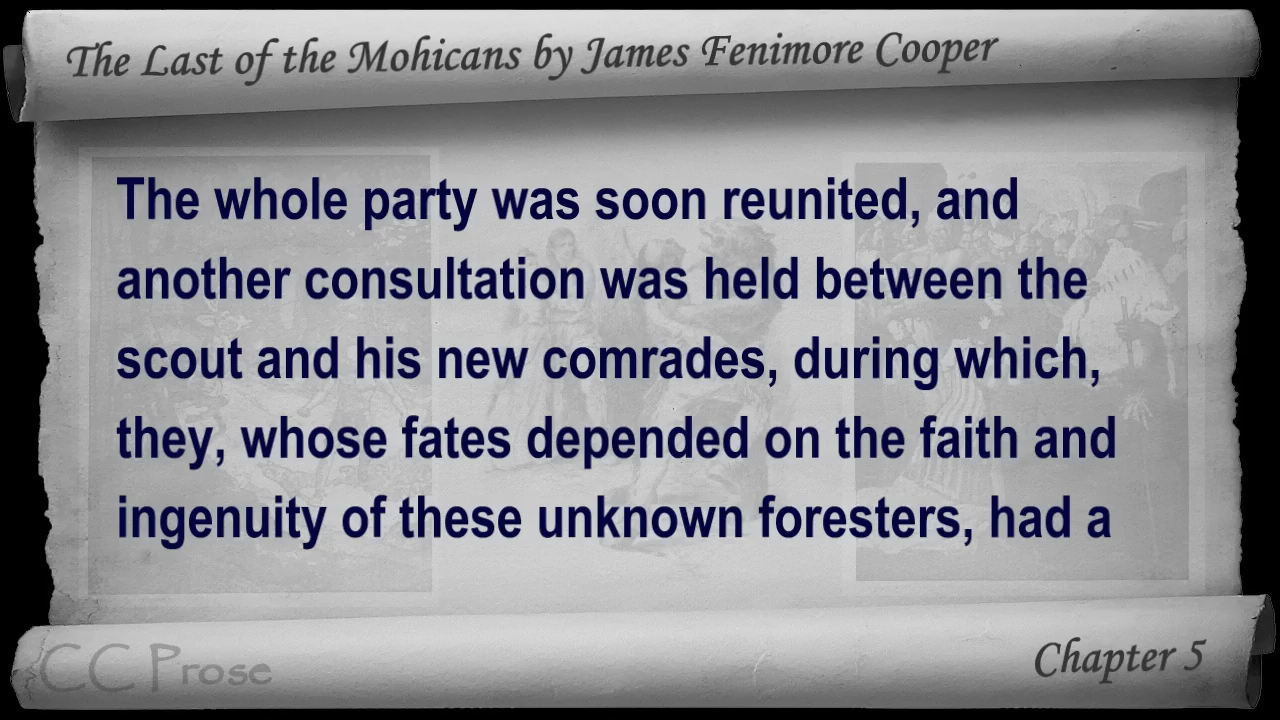 The Last of the Mohicans by James Fenimore Cooper
The whole party was soon reunited, and
another consultation was held between the
scout and his new comrades, during which,
they, whose fates depended on the faith and
ingenuity of these unknown foresters, had a
CC Prose
Chapter 5